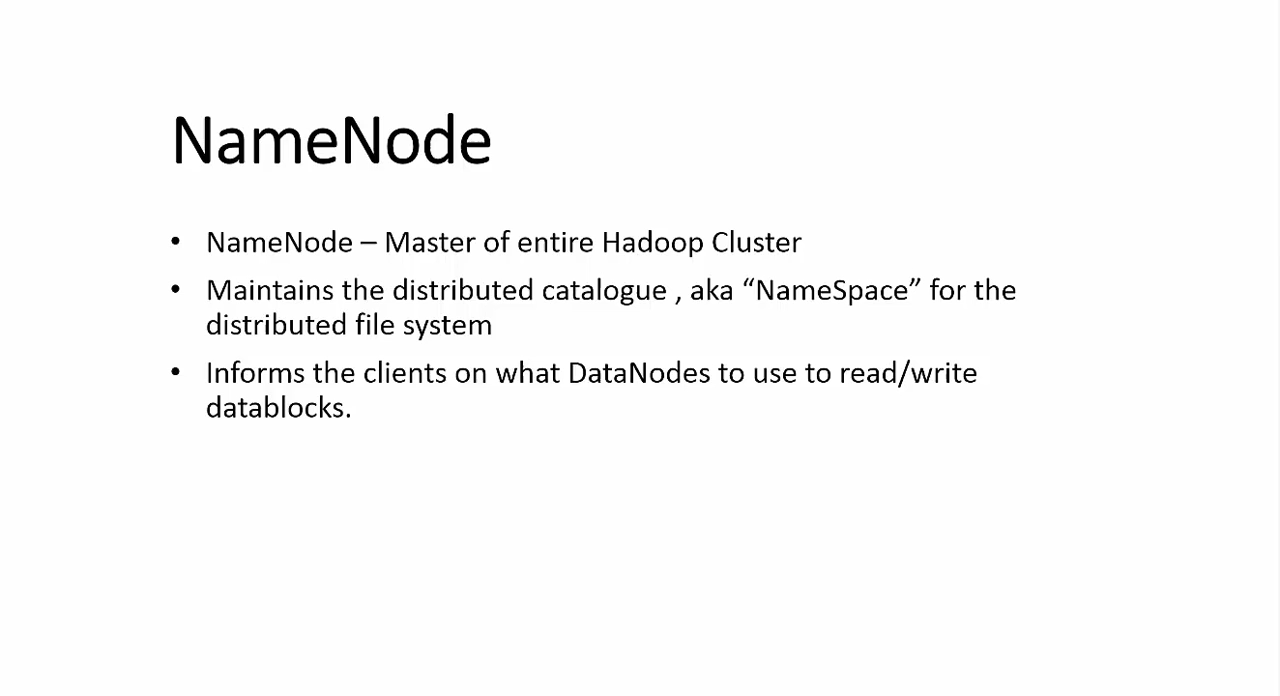 NameNode
• NameNode – Master of entire Hadoop Cluster
• Maintains the distributed catalogue , aka “NameSpace” for the
distributed file system
• Informs the clients on what DataNodes to use to read/write
datablocks.